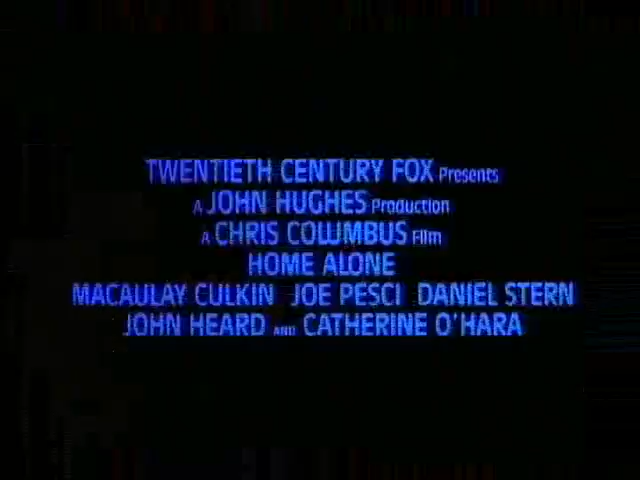 TWENTIETH CENTURY FOX Presents
A JOHN HUGHES Production
A CHRIS COLUMBUS Film
HOME ALONE
MACAULAY CULKIN JOE PESCI DANIEL STERN
JOHN HEARD AND CATHERINE O'HARA